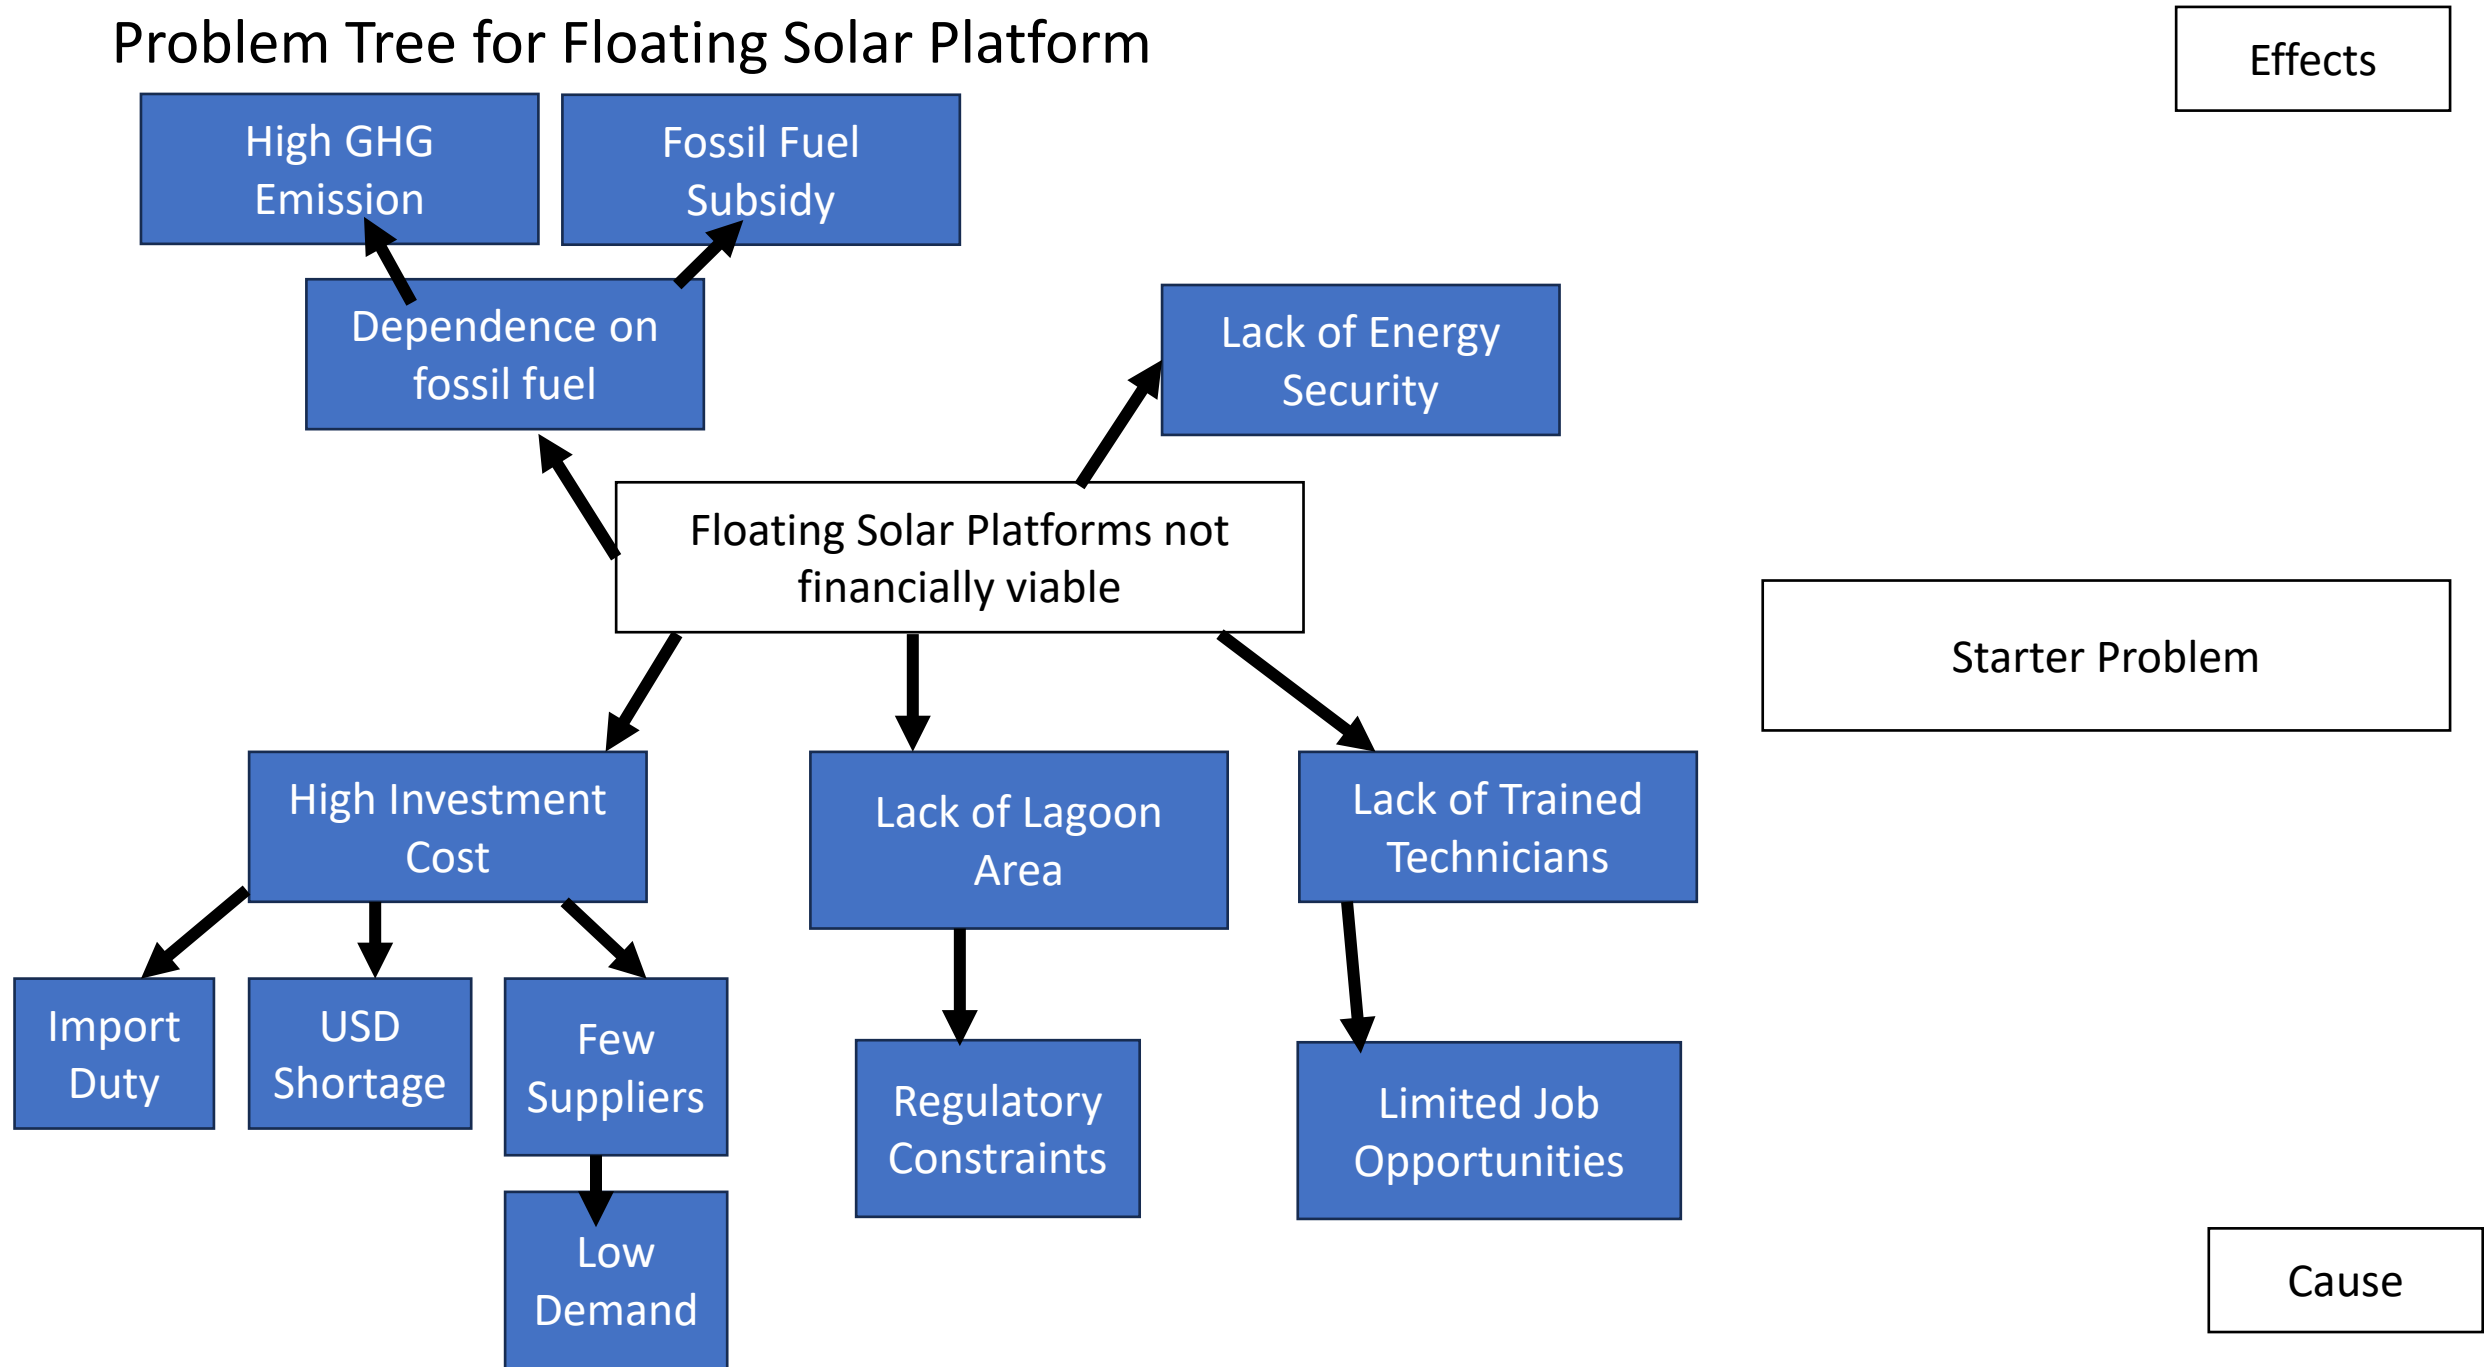 Problem Tree for Floating Solar Platform
Effects
High GHG
Emission
Fossil Fuel
Subsidy
Dependence on
fossil fuel
Lack of Energy
Security
Floating Solar Platforms not
financially viable
Starter Problem
High Investment
Cost
Lack of Lagoon
Area
Lack of Trained
Technicians
Import
Duty
USD
Shortage
Few
Suppliers
Regulatory
Constraints
Limited Job
Opportunities
Low
Demand
Cause